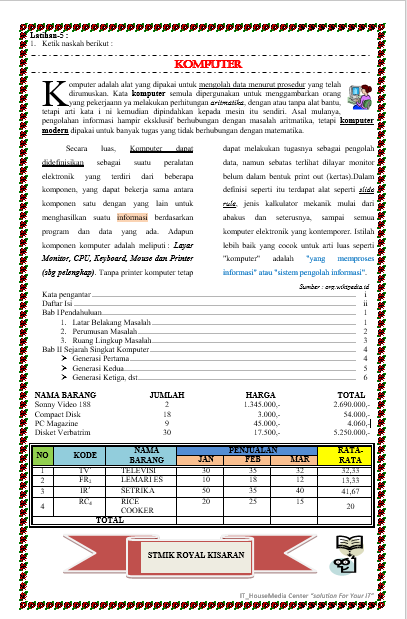 Latihan-5 :
1. Ketik naskah berikut :
KOMPUTER
Komputer adalah alat yang dipakai untuk mengolah data menurut prosedur yang telah
dirumuskan. Kata komputer semula dipergunakan untuk menggambarkan orang
yang pekerjaann ya melakukan perhitungan aritmatika, dengan atau tanpa alat bantu,
tetapi arti kata i ni kemudian dipindahkan kepada mesin itu sendiri. Asal mulanya,
pengolahan informasi hampir eksklusif berhubungan dengan masalah aritmatika, tetapi komputer
modern dipakai untuk banyak tugas yang tidak berhubungan dengan matematika.
Secara luas, Komputer dapat
didefinisikan sebagai suatu peralatan
elektronik yang terdiri dari beberapa
komponen, yang dapat bekerja sama antara
komponen satu dengan yang lain untuk
menghasilkan suatu informasi berdasarkan
program dan data yang ada. Adapun
komponen komputer adalah meliputi : Layar
Monitor, CPU, Keyboard, Mouse dan Printer
(sbg pelengkap). Tanpa printer komputer tetap
dapat melakukan tugasnya sebagai pengolah
data, namun sebatas terlihat dilayar monitor
belum dalam bentuk print out (kertas).Dalam
definisi seperti itu terdapat alat seperti slide
rule, jenis kalkulator mekanik mulai dari
abakus dan seterusnya, sampai semua
komputer elektronik yang kontemporer. Istilah
lebih baik yang cocok untuk arti luas seperti
"komputer" adalah "yang memproses
informasi" atau "sistem pengolah informasi".
Sumber : org.wikipedia.id
Kata pengantar i
Daftar Isi ii
Bab I Pendahuluan 1
1. Latar Belakang Masalah 1
2. Perumusan Masalah 2
3. Ruang Lingkup Masalah 3
Bab II Sejarah Singkat Komputer 4
➤ Generasi Pertama 4
➤ Generasi Kedua 5
➤ Generasi Ketiga, dst 6
NAMA BARANG JUMLAH HARGA TOTAL
Sonny Video 188 2 1.345.000,- 2.690.000,-
Compact Disk 18 3.000,- 54.000,-
PC Magazine 9 45.000,- 4.060,-
Disket Verbatrim 30 17.500,- 5.250.000,-
NO KODE NAMA BARANG PENJUALAN RATA-RATA
JAN FEB MAR
1 TV TELEVISI 30 35 32 32,33
2 FR LEMARI ES 10 18 12 13,33
3 IR SETRIKA 50 35 40 41,67
4 RC RICE COOKER 20 25 15 20
TOTAL
STMIK ROYAL KISARAN
IT_HouseMedia Center "solution For Your IT"